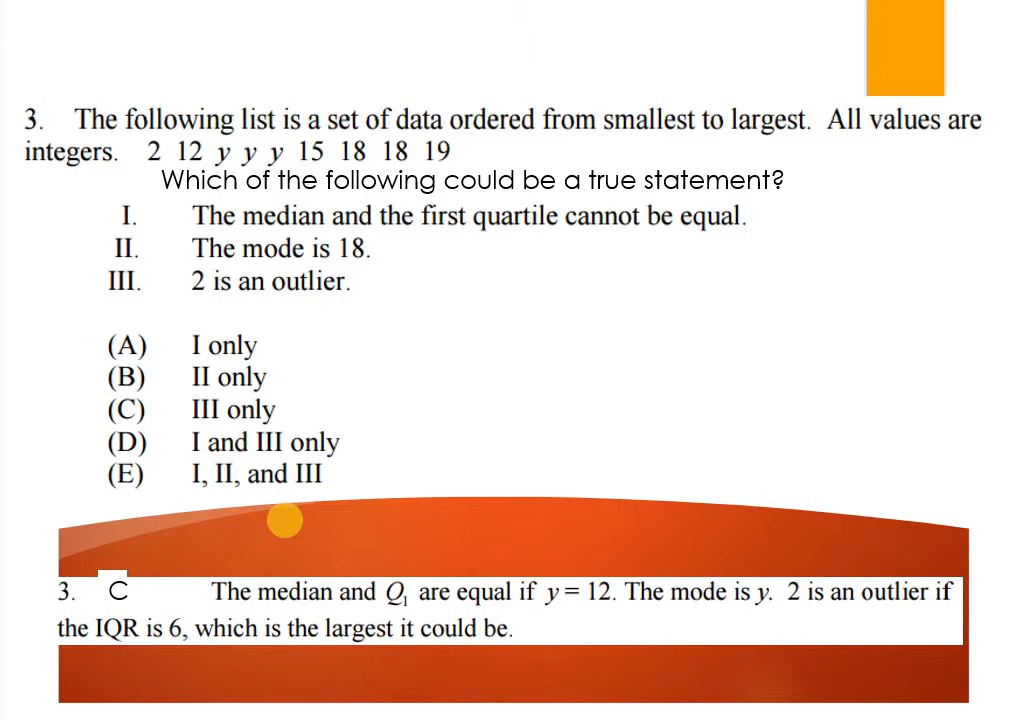 3. The following list is a set of data ordered from smallest to largest. All values are
integers. 2 12 y y y 15 18 18 19
Which of the following could be a true statement?
I. The median and the first quartile cannot be equal.
II. The mode is 18.
III. 2 is an outlier.
(A) I only
(B) II only
(C) III only
(D) I and III only
(E) I, II, and III
3. C The median and Q₁ are equal if y = 12. The mode is y. 2 is an outlier if
the IQR is 6, which is the largest it could be.